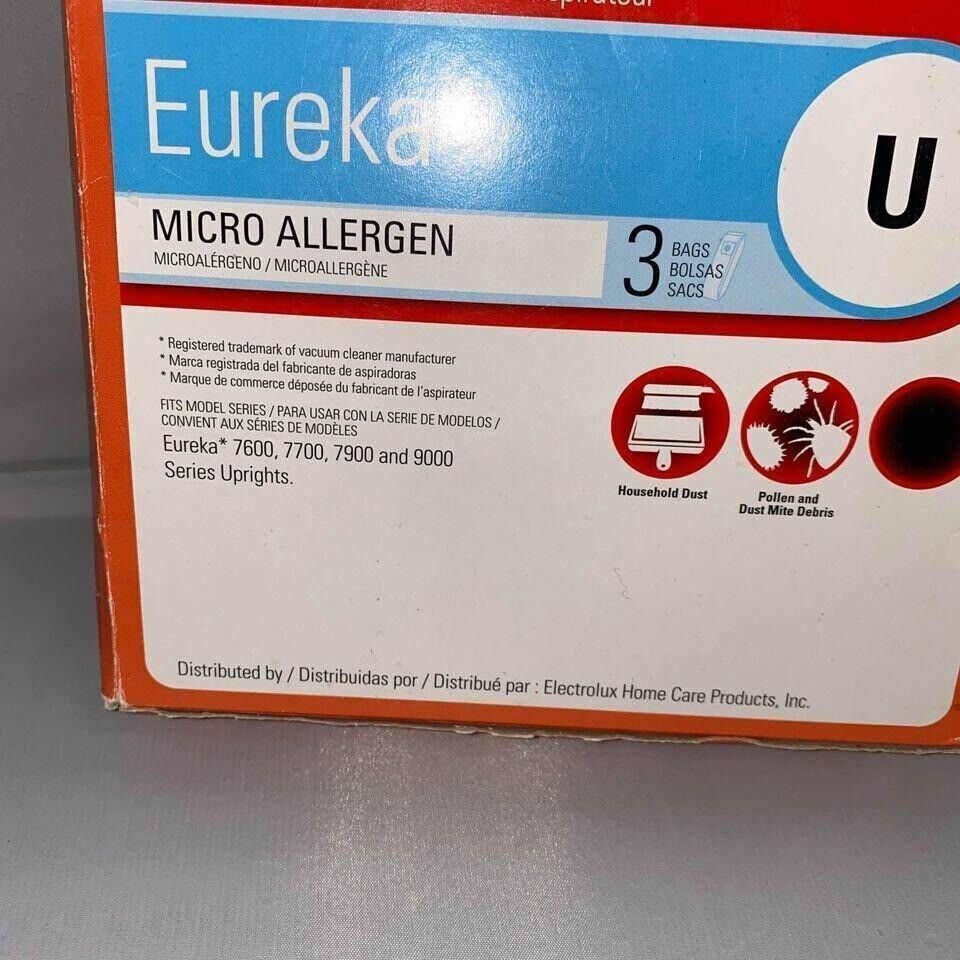 Eureka
U
MICRO ALLERGEN
MICROALÉRGENO / MICROALLERGÈNE
3 BAGS
BOLSAS
SACS
* Registered trademark of vacuum cleaner manufacturer
* Marca registrada del fabricante de aspiradoras
* Marque de commerce déposée du fabricant de l'aspirateur
FITS MODEL SERIES / PARA USAR CON LA SERIE DE MODELOS /
CONVIENT AUX SÉRIES DE MODÈLES
Eureka* 7600, 7700, 7900 and 9000
Series Uprights.
Household Dust
Pollen and
Dust Mite Debris
Distributed by / Distribuidas por / Distribué par : Electrolux Home Care Products, Inc.